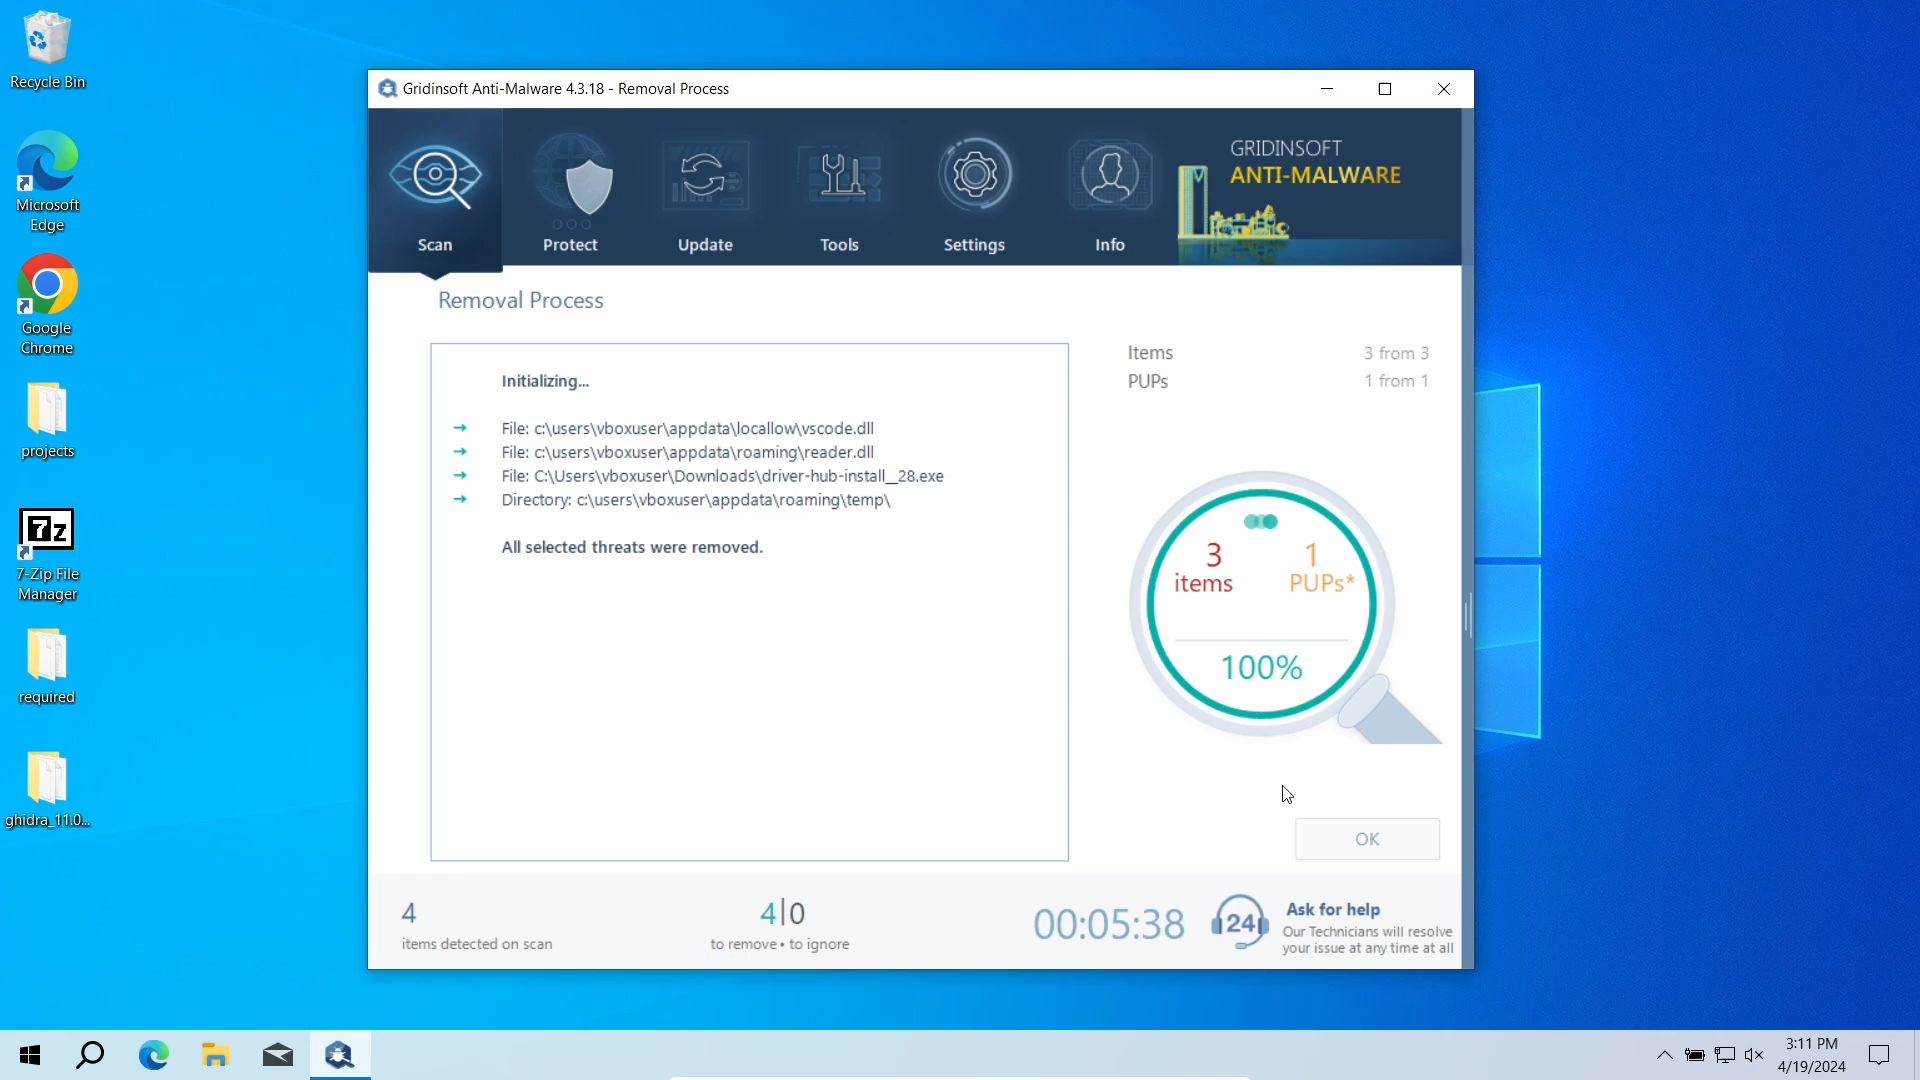 Recycle Bin
Microsoft
Edge
Google
Chrome
projects
7z
7-Zip File
Manager
required
ghidra_11.0...
Gridinsoft Anti-Malware 4.3.18 - Removal Process
Scan
Protect
Update
Tools
Settings
Info
GRIDINSOFT
ANTI-MALWARE
Removal Process
Initializing...
File: c:\users\vboxuser\appdata\locallow\vscode.dll
File: c:\users\vboxuser\appdata\roaming\reader.dll
File: C:\Users\vboxuser\Downloads\driver-hub-install__28.exe
Directory: c:\users\vboxuser\appdata\roaming\temp\
All selected threats were removed.
Items 3 from 3
PUPs 1 from 1
3 1
items PUPs*
100%
OK
4
items detected on scan
4|0
to remove • to ignore
00:05:38
24
Ask for help
Our Technicians will resolve
your issue at any time at all
3:11 PM
4/19/2024